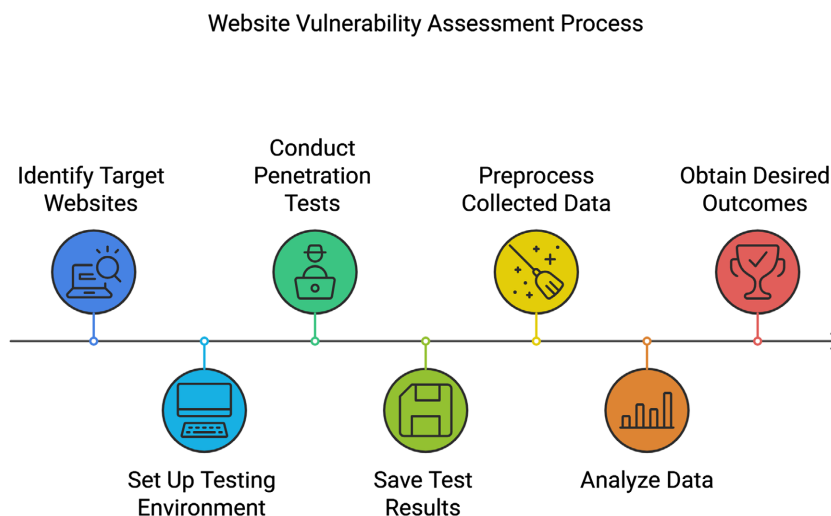 Website Vulnerability Assessment Process
Identify Target
Websites
Set Up Testing
Environment
Conduct
Penetration
Tests
Save Test
Results
Preprocess
Collected Data
Analyze Data
Obtain Desired
Outcomes